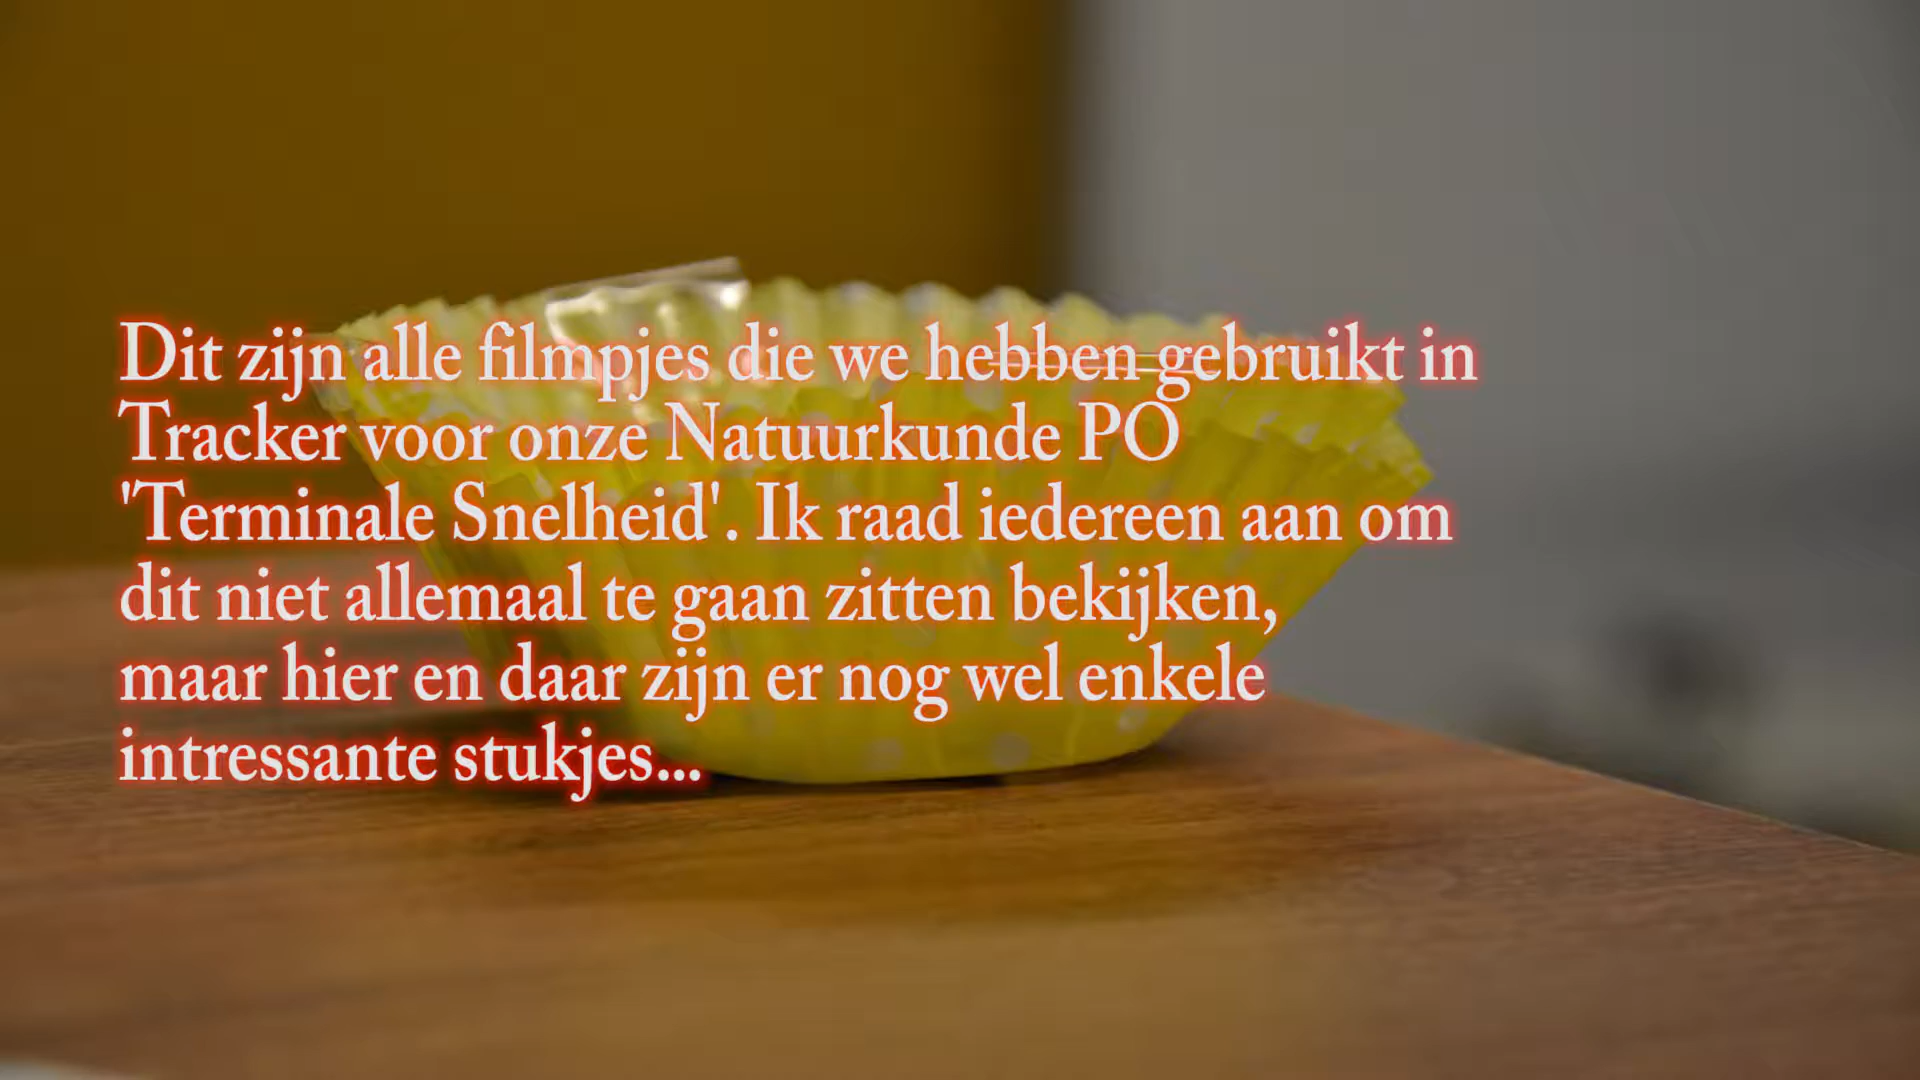 Dit zijn alle filmpjes die we hebben gebruikt in
Tracker voor onze Natuurkunde PO
'Terminale Snelheid'. Ik raad iedereen aan om
dit niet allemaal te gaan zitten bekijken,
maar hier en daar zijn er nog wel enkele
intressante stukjes...